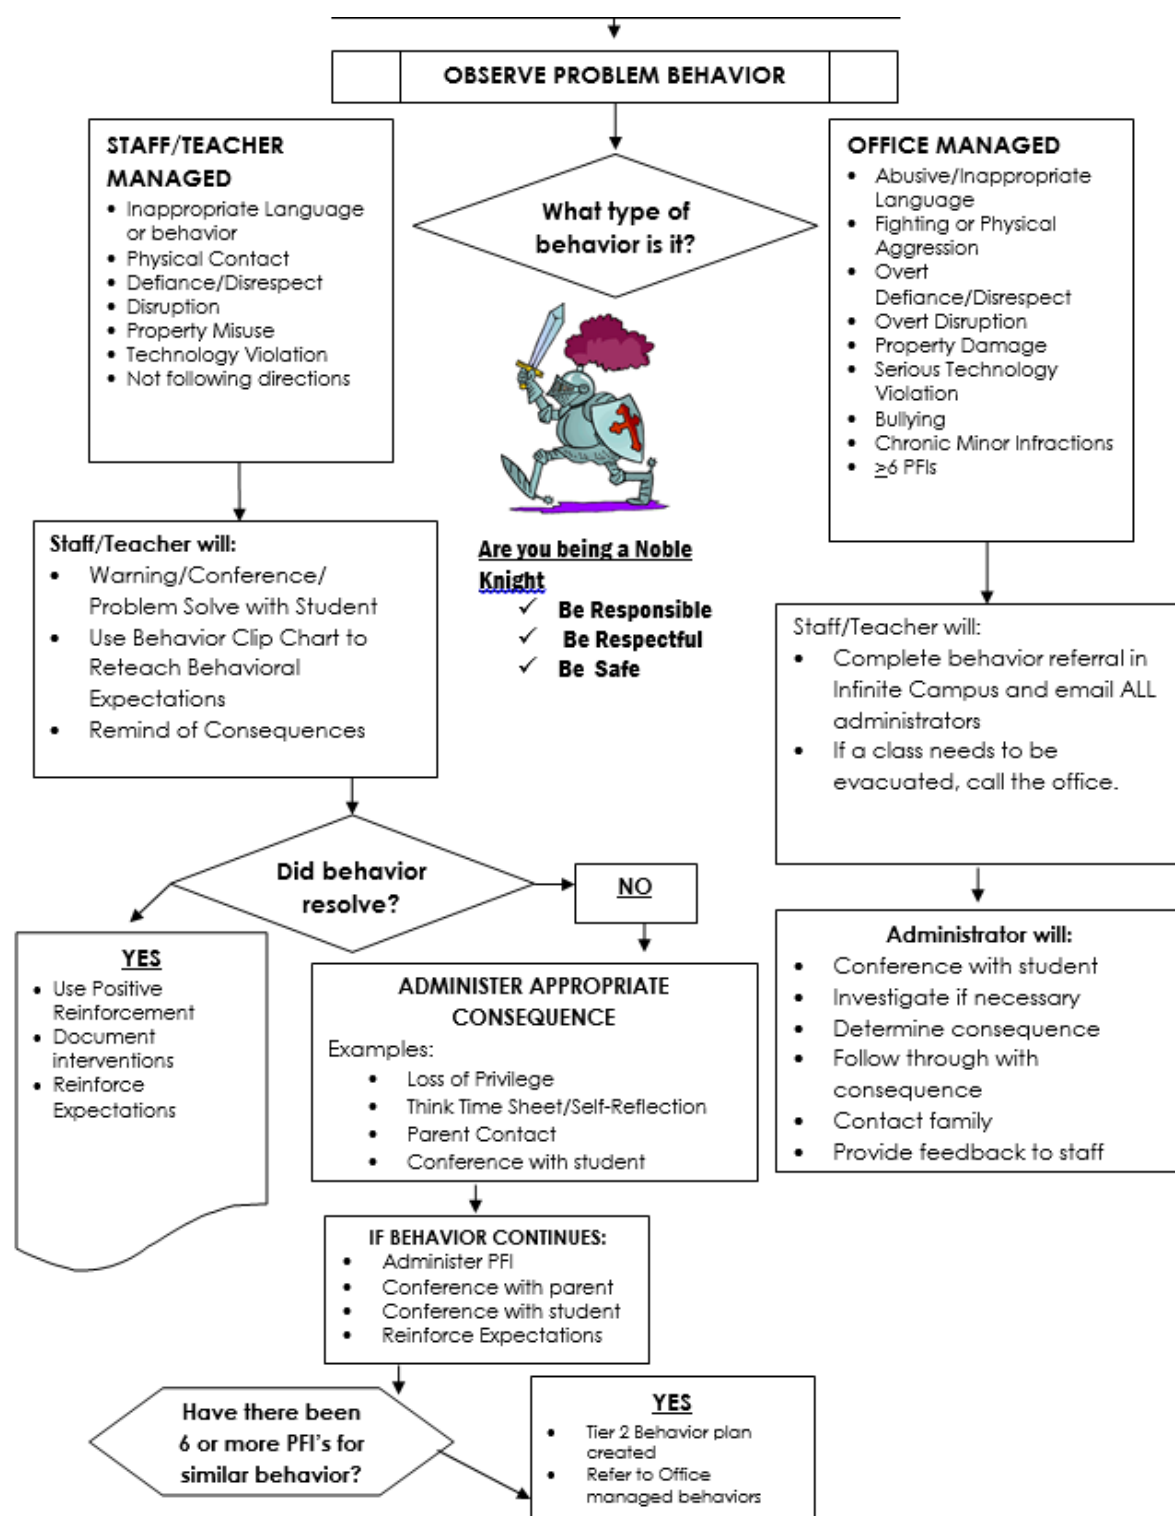 OBSERVE PROBLEM BEHAVIOR
STAFF/TEACHER
MANAGED
• Inappropriate Language
or behavior
• Physical Contact
• Defiance/Disrespect
• Disruption
• Property Misuse
• Technology Violation
• Not following directions
What type of
behavior is it?
OFFICE MANAGED
• Abusive/Inappropriate
Language
• Fighting or Physical
Aggression
• Overt
Defiance/Disrespect
• Overt Disruption
• Property Damage
• Serious Technology
Violation
• Bullying
• Chronic Minor Infractions
• ≥6 PFIs
Are you being a Noble
Knight
✓ Be Responsible
✓ Be Respectful
✓ Be Safe
Staff/Teacher will:
• Warning/Conference/
Problem Solve with Student
• Use Behavior Clip Chart to
Reteach Behavioral
Expectations
• Remind of Consequences
Staff/Teacher will:
• Complete behavior referral in
Infinite Campus and email ALL
administrators
• If a class needs to be
evacuated, call the office.
Did behavior
resolve?
NO
YES
• Use Positive
Reinforcement
• Document
interventions
• Reinforce
Expectations
ADMINISTER APPROPRIATE
CONSEQUENCE
Examples:
• Loss of Privilege
• Think Time Sheet/Self-Reflection
• Parent Contact
• Conference with student
Administrator will:
• Conference with student
• Investigate if necessary
• Determine consequence
• Follow through with
consequence
• Contact family
• Provide feedback to staff
IF BEHAVIOR CONTINUES:
• Administer PFI
• Conference with parent
• Conference with student
• Reinforce Expectations
Have there been
6 or more PFI's for
similar behavior?
YES
• Tier 2 Behavior plan
created
• Refer to Office
managed behaviors